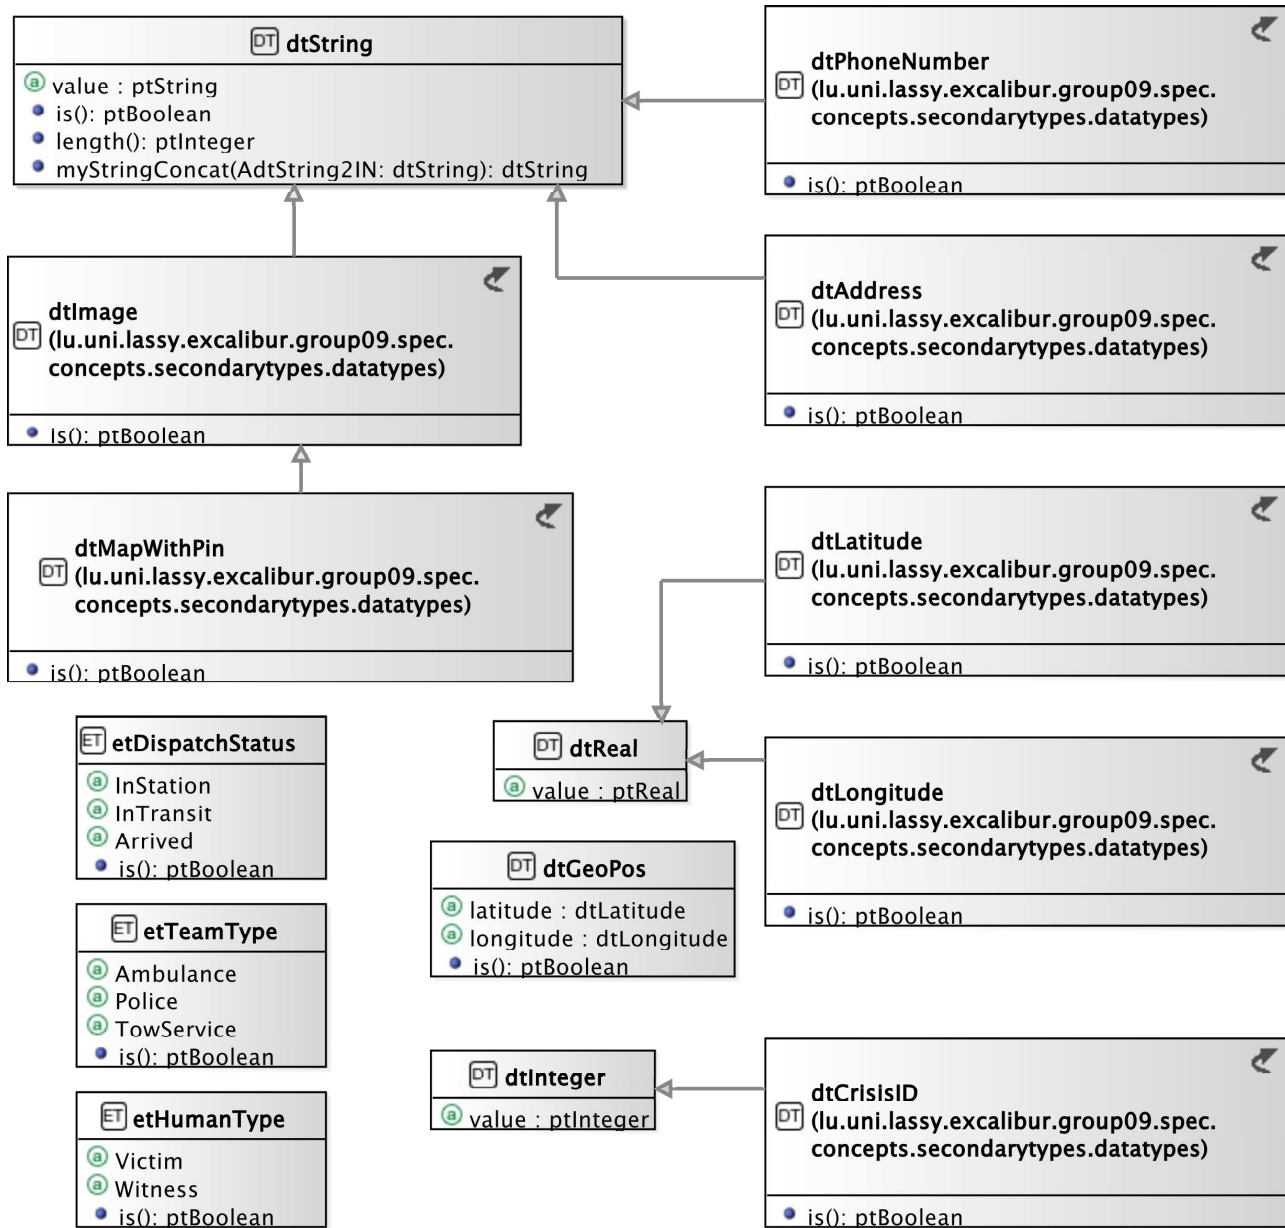 DT dtString
a value : ptString
is(): ptBoolean
length(): ptInteger
myStringConcat(AdtString2IN: dtString): dtString
dtPhoneNumber
DT (lu.uni.lassy.excalibur.group09.spec.
concepts.secondarytypes.datatypes)
is(): ptBoolean
dtImage
DT (lu.uni.lassy.excalibur.group09.spec.
concepts.secondarytypes.datatypes)
is(): ptBoolean
dtAddress
DT (lu.uni.lassy.excalibur.group09.spec.
concepts.secondarytypes.datatypes)
is(): ptBoolean
dtMapWithPin
DT (lu.uni.lassy.excalibur.group09.spec.
concepts.secondarytypes.datatypes)
is(): ptBoolean
dtLatitude
DT (lu.uni.lassy.excalibur.group09.spec.
concepts.secondarytypes.datatypes)
is(): ptBoolean
ET etDispatchStatus
a InStation
a InTransit
a Arrived
is(): ptBoolean
DT dtReal
a value : ptReal
dtLongitude
DT (lu.uni.lassy.excalibur.group09.spec.
concepts.secondarytypes.datatypes)
is(): ptBoolean
DT dtGeoPos
a latitude : dtLatitude
a longitude : dtLongitude
is(): ptBoolean
ET etTeamType
a Ambulance
a Police
a TowService
is(): ptBoolean
DT dtInteger
a value : ptInteger
dtCrisisID
DT (lu.uni.lassy.excalibur.group09.spec.
concepts.secondarytypes.datatypes)
is(): ptBoolean
ET etHumanType
a Victim
a Witness
is(): ptBoolean